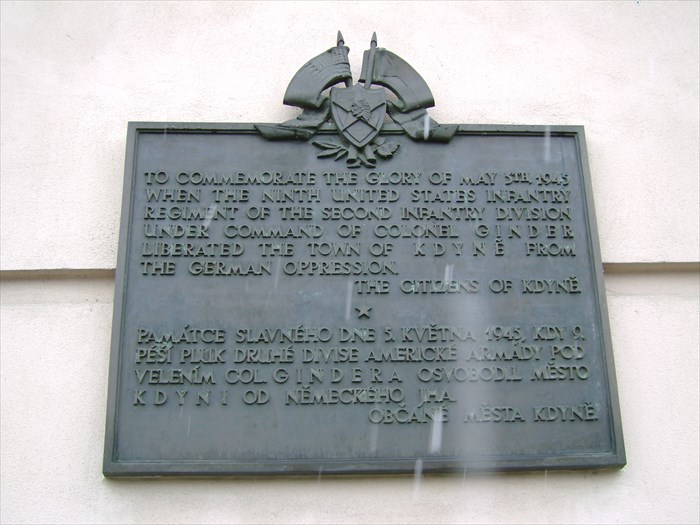 TO COMMEMORATE THE GLORY OF MAY 5TH, 1945
WHEN THE NINTH UNITED STATES INFANTRY
REGIMENT OF THE SECOND INFANTRY DIVISION
UNDER COMMAND OF COLONEL GINDER
LIBERATED THE TOWN OF KDYNĚ FROM
THE GERMAN OPPRESSION.
THE CITIZENS OF KDYNĚ.
PAMÁTCE SLAVNÉHO DNE 5. KVĚTNA 1945, KDY 9.
PĚŠÍ PLUK DRUHÉ DIVISE AMERICKÉ ARMÁDY POD
VELENÍM COL. GINDERA OSVOBODIL MĚSTO
KDYNI OD NĚMECKÉHO JHA.
OBČANÉ MĚSTA KDYNĚ.